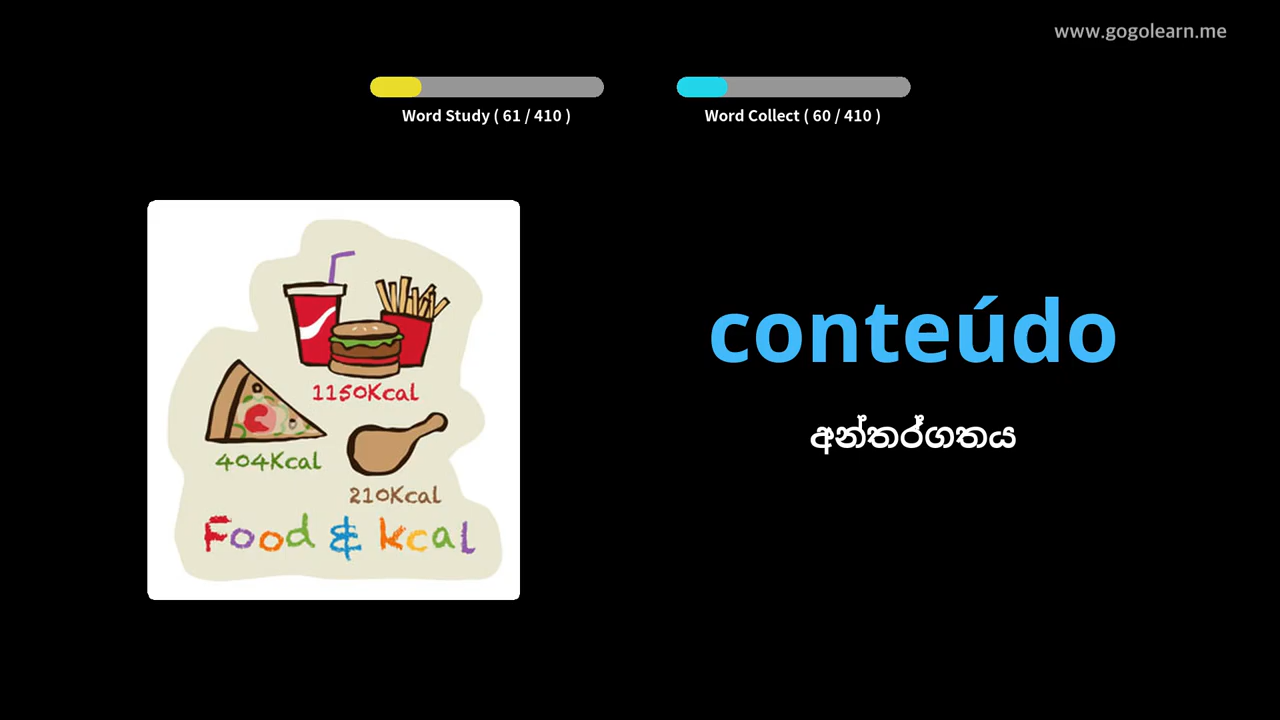 www.gogolearn.me
Word Study ( 61 / 410 )
Word Collect ( 60 / 410 )
1150Kcal
404Kcal
210Kcal
Food & kcal
conteúdo
අන්තර්ගතය